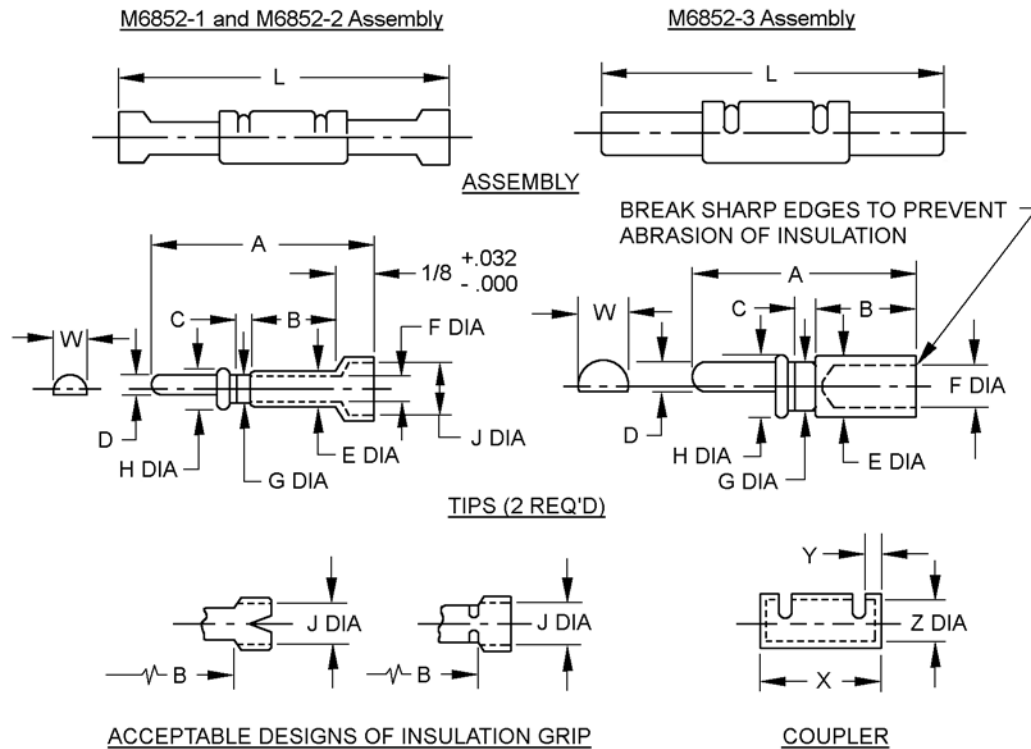 M6852-1 and M6852-2 Assembly
M6852-3 Assembly
L
L
ASSEMBLY
BREAK SHARP EDGES TO PREVENT
ABRASION OF INSULATION
A
1/8 +.032
- .000
C
B
W
F DIA
D
H DIA
G DIA
E DIA
J DIA
A
C
B
W
F DIA
D
H DIA
G DIA
E DIA
TIPS (2 REQ'D)
J DIA
B
J DIA
B
Y
Z DIA
X
ACCEPTABLE DESIGNS OF INSULATION GRIP
COUPLER